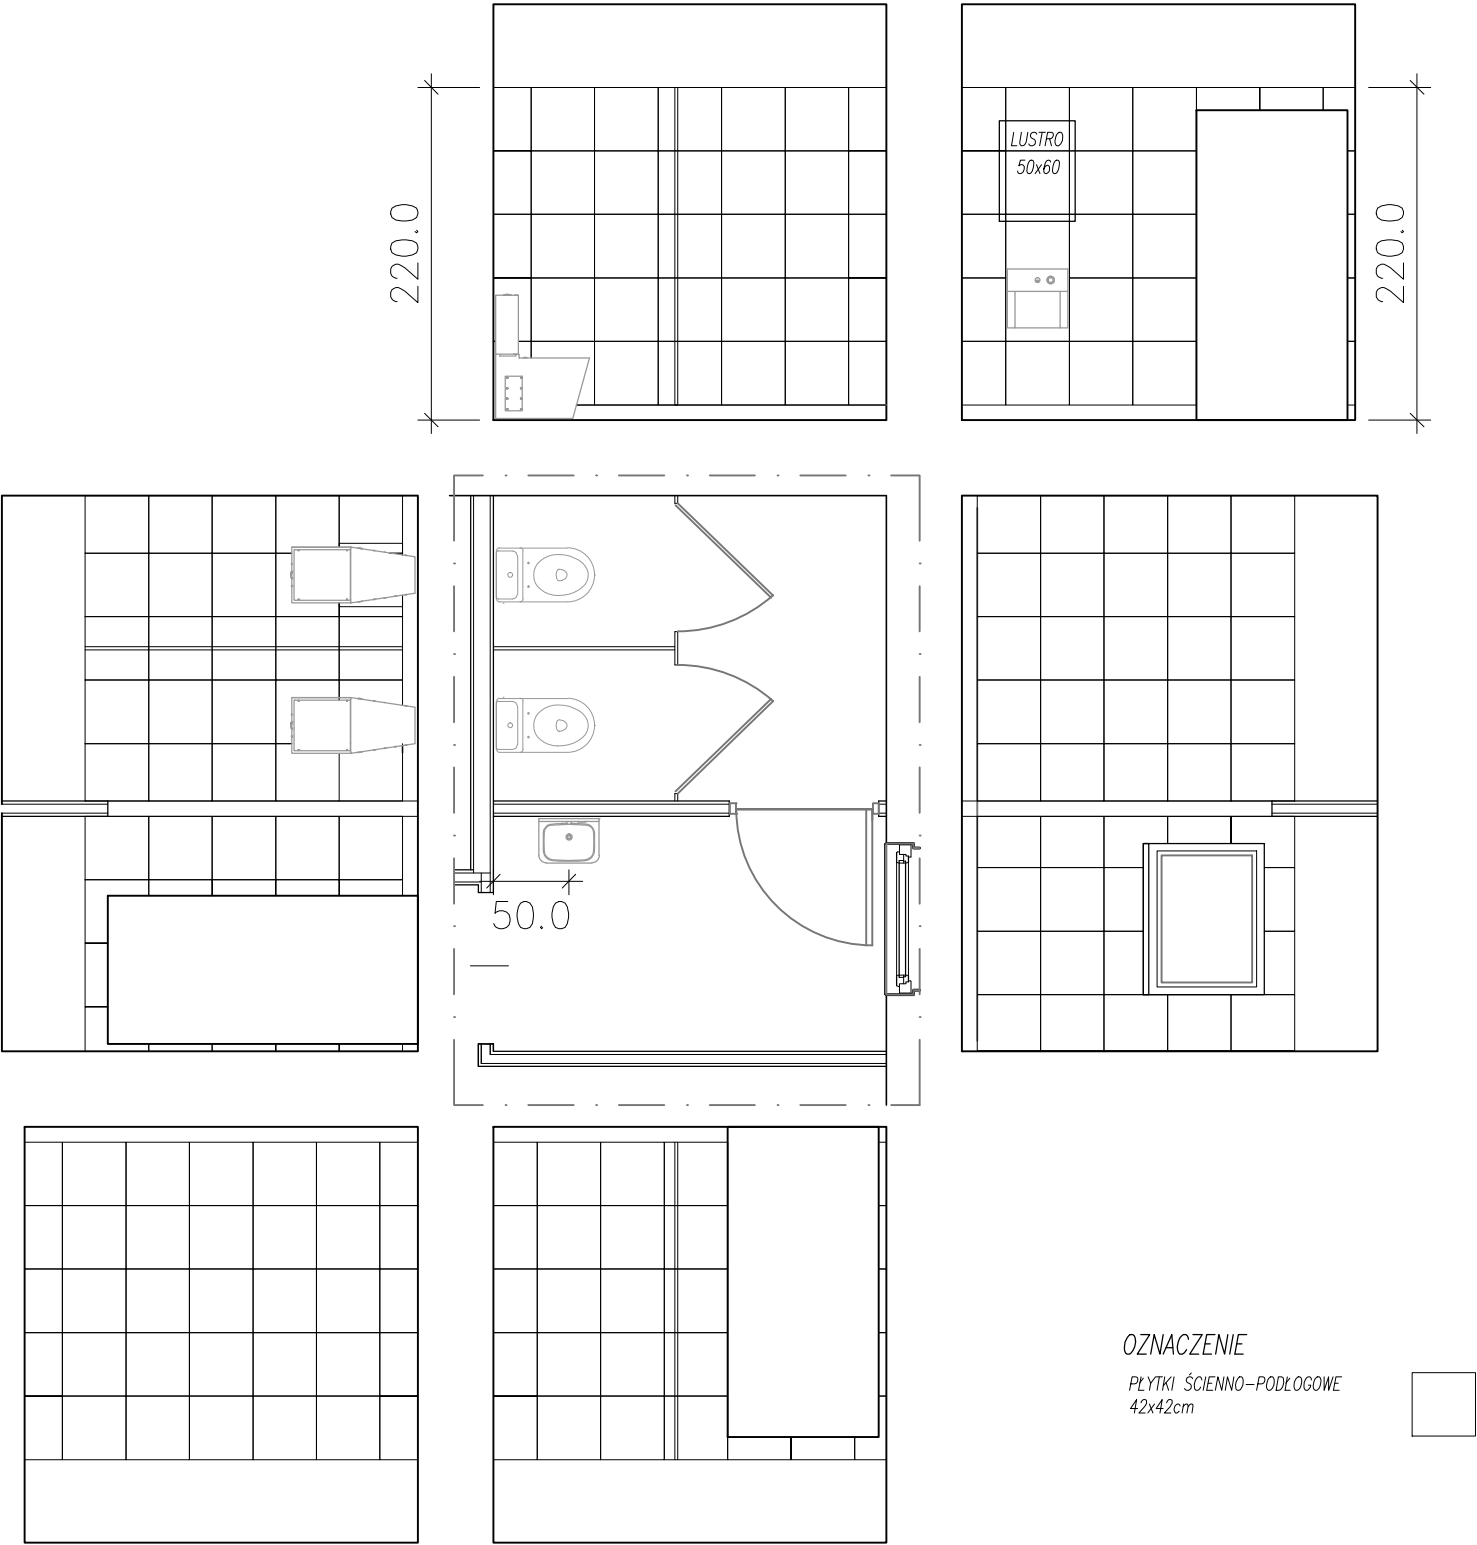 LUSTRO
50x60
220.0
220.0
50.0
OZNACZENIE
PŁYTKI ŚCIENNO-PODŁOGOWE
42x42cm